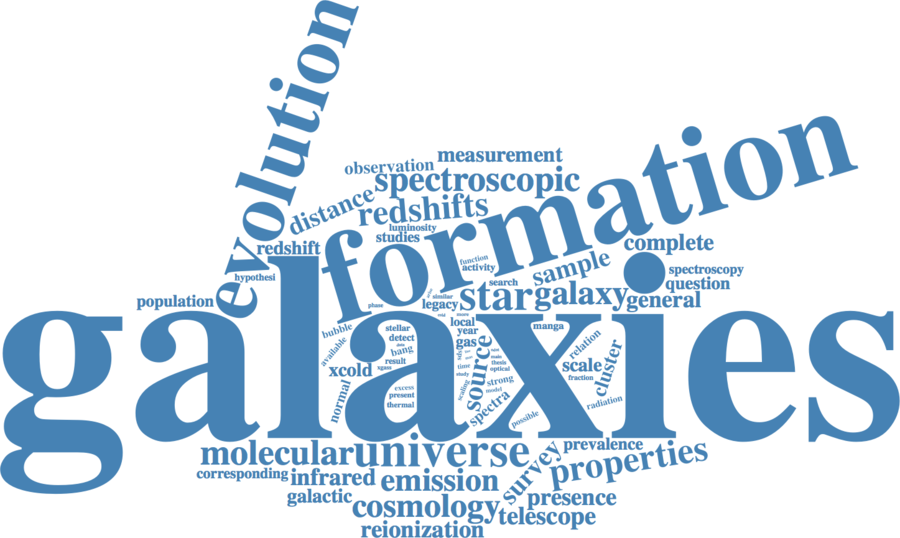 evolution
formation
measurement
observation
spectroscopic
distance
redshifts
luminosity
studies
redshift
complete
function
activity
sample
spectroscopy
hypothesi
search
question
population
similar
star
galaxy
general
legacy
phase
galaxies
local
bubble
stellar
year
manga
detect
gas
relation
available
bang
source
result
xcold
time
optical
scale
cluster
study
strong
fraction
excess
model
normal
present
scaling
thermal
spectra
radiation
possible
molecular
universe
prevalence
corresponding
infrared
emission
survey
properties
galactic
presence
cosmology
telescope
reionization